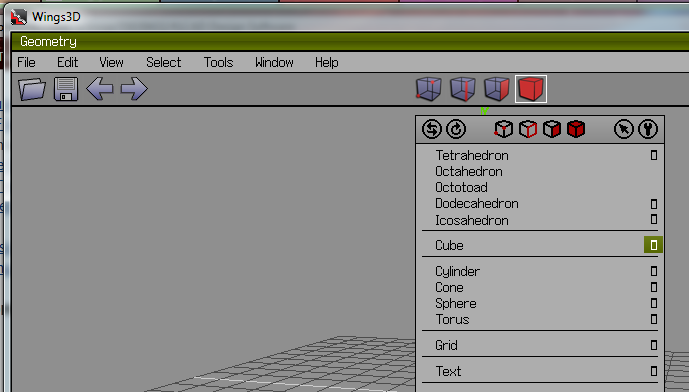 Wings3D
Geometry
File Edit View Select Tools Window Help
Tetrahedron
Octahedron
Octotoad
Dodecahedron
Icosahedron
Cube
Cylinder
Cone
Sphere
Torus
Grid
Text